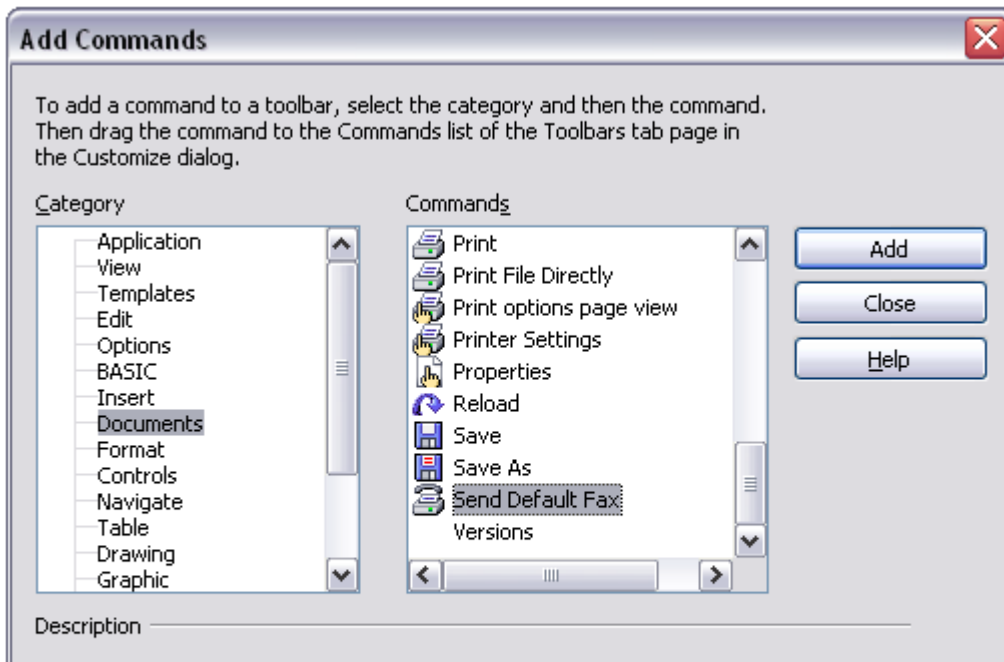 Add Commands
To add a command to a toolbar, select the category and then the command.
Then drag the command to the Commands list of the Toolbars tab page in
the Customize dialog.
Category
Application
View
Templates
Edit
Options
BASIC
Insert
Documents
Format
Controls
Navigate
Table
Drawing
Graphic
Commands
Print
Print File Directly
Print options page view
Printer Settings
Properties
Reload
Save
Save As
Send Default Fax
Versions
Add
Close
Help
Description